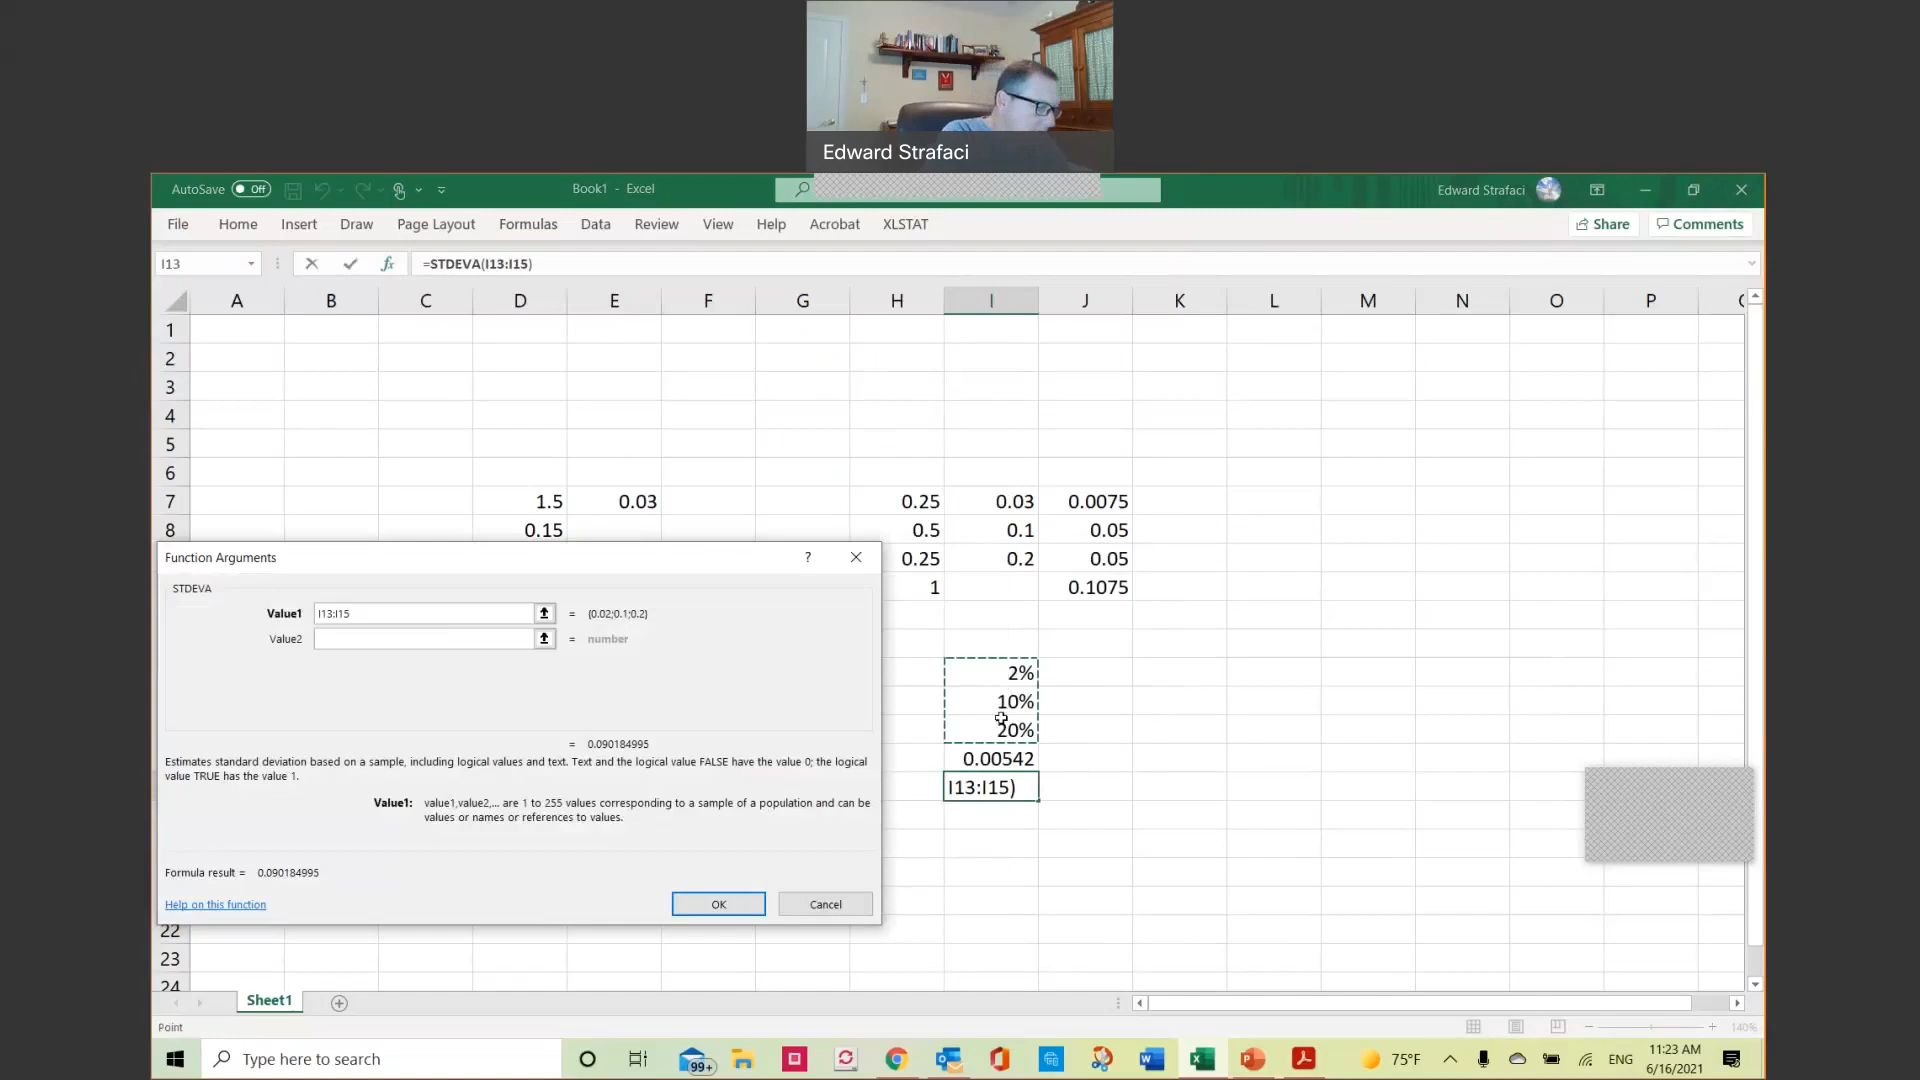 Edward Strafaci
AutoSave Off
Book1 - Excel
Edward Strafaci
File Home Insert Draw Page Layout Formulas Data Review View Help Acrobat XLSTAT
Share Comments
I13
fx
=STDEVA(I13:I15)
A B C D E F G H I J K L M N O P
1
2
3
4
5
6
7 1.5 0.03 0.25 0.03 0.0075
8 0.15 0.5 0.1 0.05
0.25 0.2 0.05
1 0.1075
2%
10%
20%
0.00542
I13:I15)
Function Arguments ? 
STDEVA
Value1 I13:I15 = {0.02;0.1;0.2}
Value2 = number
= 0.090184995
Estimates standard deviation based on a sample, including logical values and text. Text and the logical value FALSE have the value 0; the logical
value TRUE has the value 1.
Value1: value1,value2,... are 1 to 255 values corresponding to a sample of a population and can be
values or names or references to values.
Formula result = 0.090184995
Help on this function
OK Cancel
22
23
24
Sheet1
Point
140%
Type here to search
99+
75°F
ENG
11:23 AM
6/16/2021